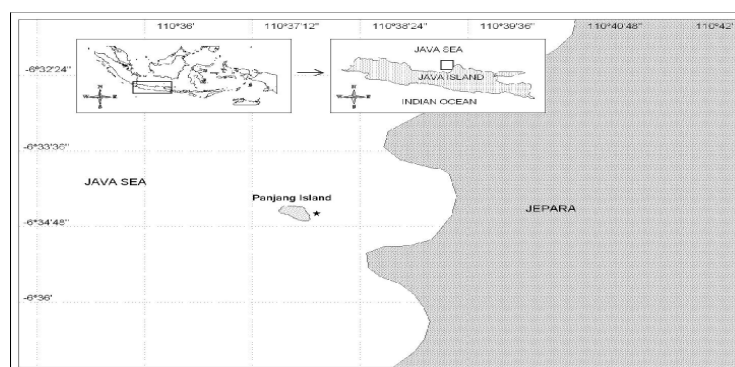 110°36' 110°37'12" 110°38'24" 110°39'36" 110°40'48" 110°42'
-6°32'24"
JAVA SEA
JAVA ISLAND
INDIAN OCEAN
N
W E
S
N
W E
S
-6°33'36"
JAVA SEA
Panjang Island
JEPARA
-6°34'48"
-6°36'